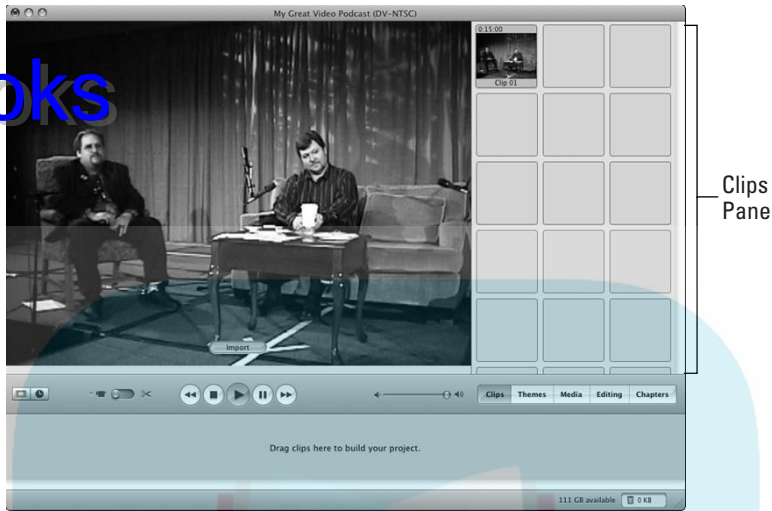 My Great Video Podcast (DV-NTSC)
0:15:00
Clip 01
oks
Clips
Pane
Import
Clips Themes Media Editing Chapters
Drag clips here to build your project.
111 GB available
0 KB